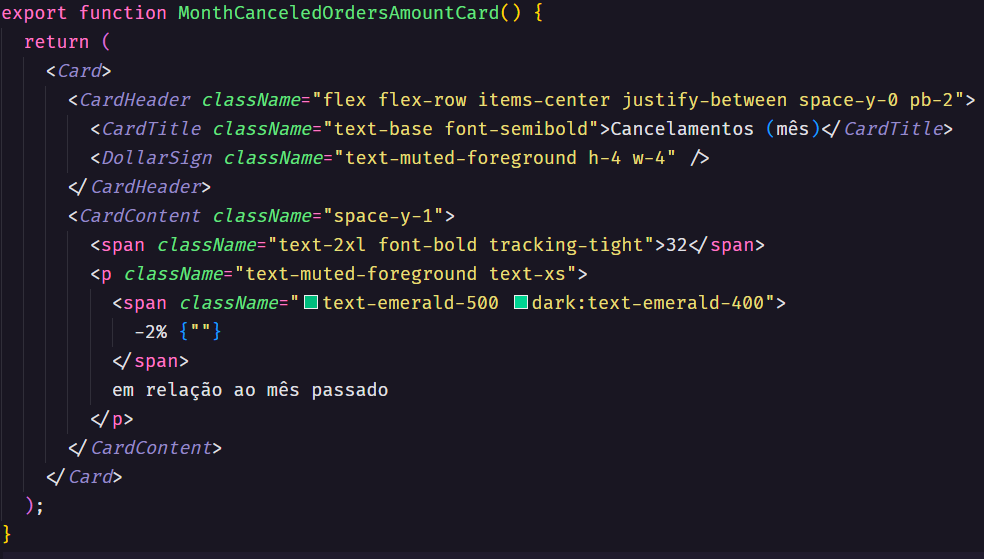 export function MonthCanceledOrdersAmountCard() {
  return (
    <Card>
      <CardHeader className="flex flex-row items-center justify-between space-y-0 pb-2">
        <CardTitle className="text-base font-semibold">Cancelamentos (mês)</CardTitle>
        <DollarSign className="text-muted-foreground h-4 w-4" />
      </CardHeader>
      <CardContent className="space-y-1">
        <span className="text-2xl font-bold tracking-tight">32</span>
        <p className="text-muted-foreground text-xs">
          <span className="text-emerald-500 dark:text-emerald-400">
            -2% {""}
          </span>
          em relação ao mês passado
        </p>
      </CardContent>
    </Card>
  );
}